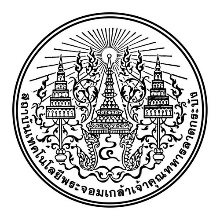 ๔
สถาบันเทคโนโลยีพระจอมเกล้าเจ้าคุณทหารลาดกระบัง